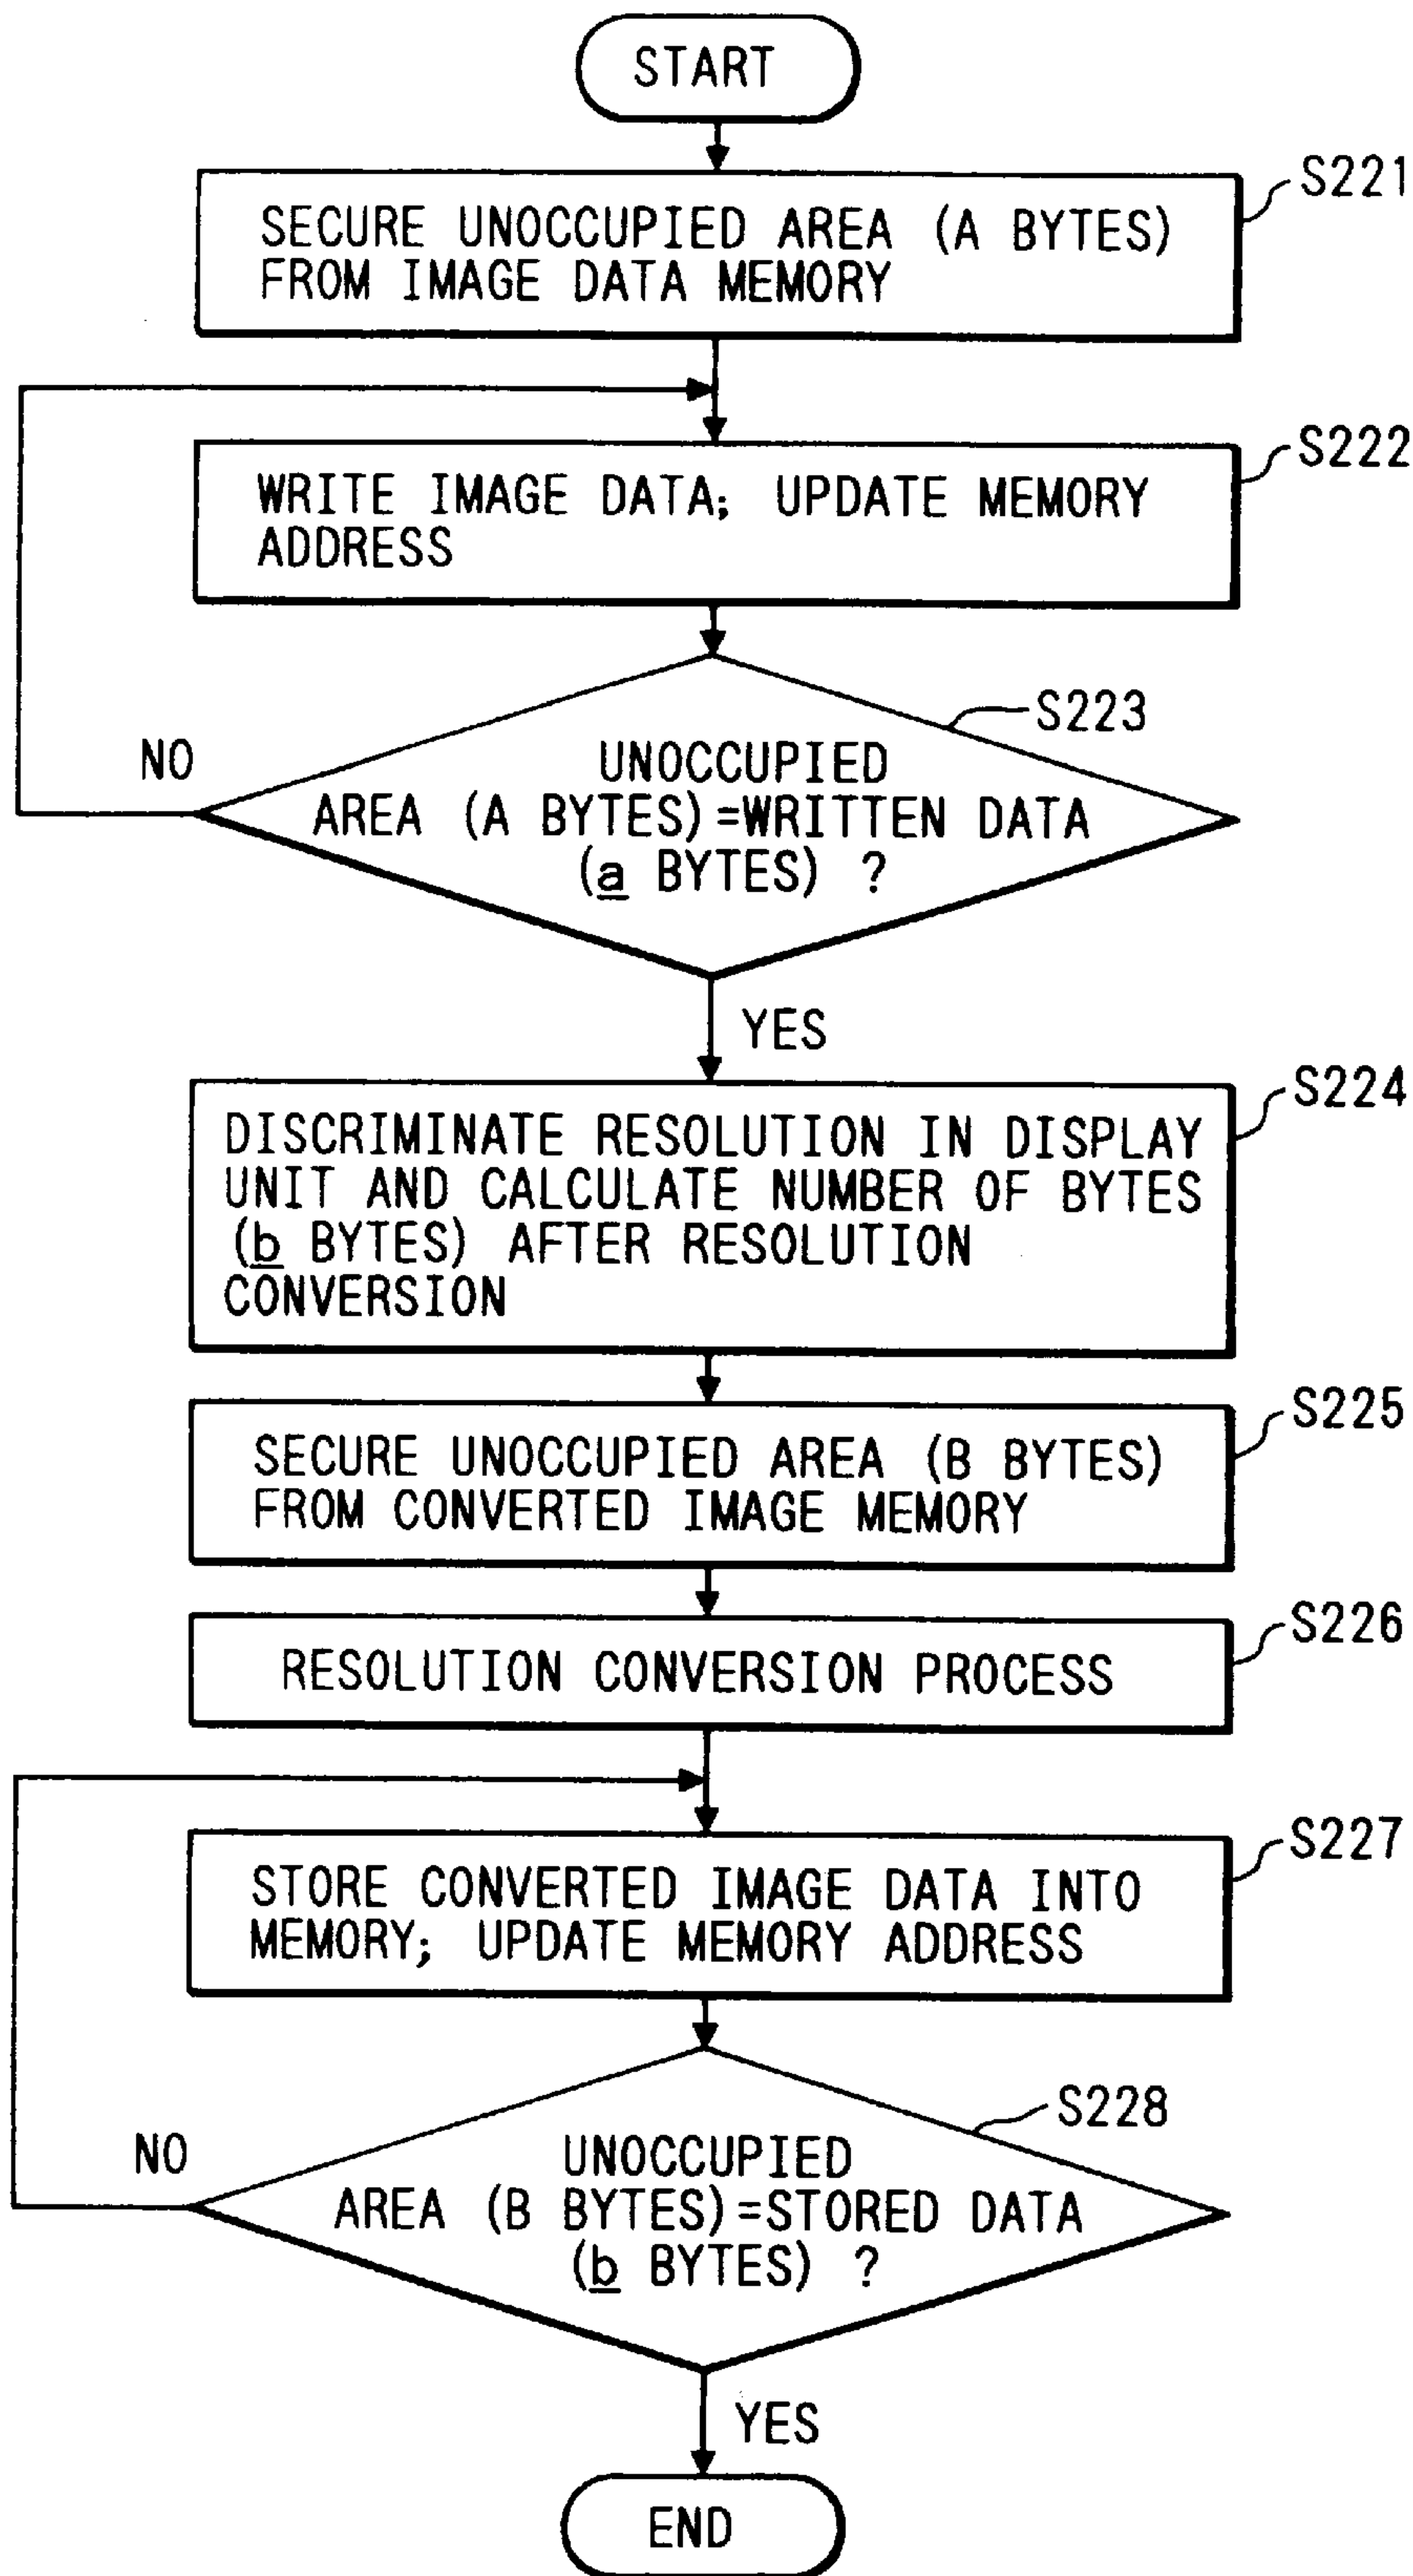 START
S221
SECURE UNOCCUPIED AREA (A BYTES)
FROM IMAGE DATA MEMORY
S222
WRITE IMAGE DATA; UPDATE MEMORY
ADDRESS
S223
NO
UNOCCUPIED
AREA (A BYTES)=WRITTEN DATA
(a BYTES) ?
YES
S224
DISCRIMINATE RESOLUTION IN DISPLAY
UNIT AND CALCULATE NUMBER OF BYTES
(b BYTES) AFTER RESOLUTION
CONVERSION
S225
SECURE UNOCCUPIED AREA (B BYTES)
FROM CONVERTED IMAGE MEMORY
S226
RESOLUTION CONVERSION PROCESS
S227
STORE CONVERTED IMAGE DATA INTO
MEMORY; UPDATE MEMORY ADDRESS
S228
NO
UNOCCUPIED
AREA (B BYTES)=STORED DATA
(b BYTES) ?
YES
END